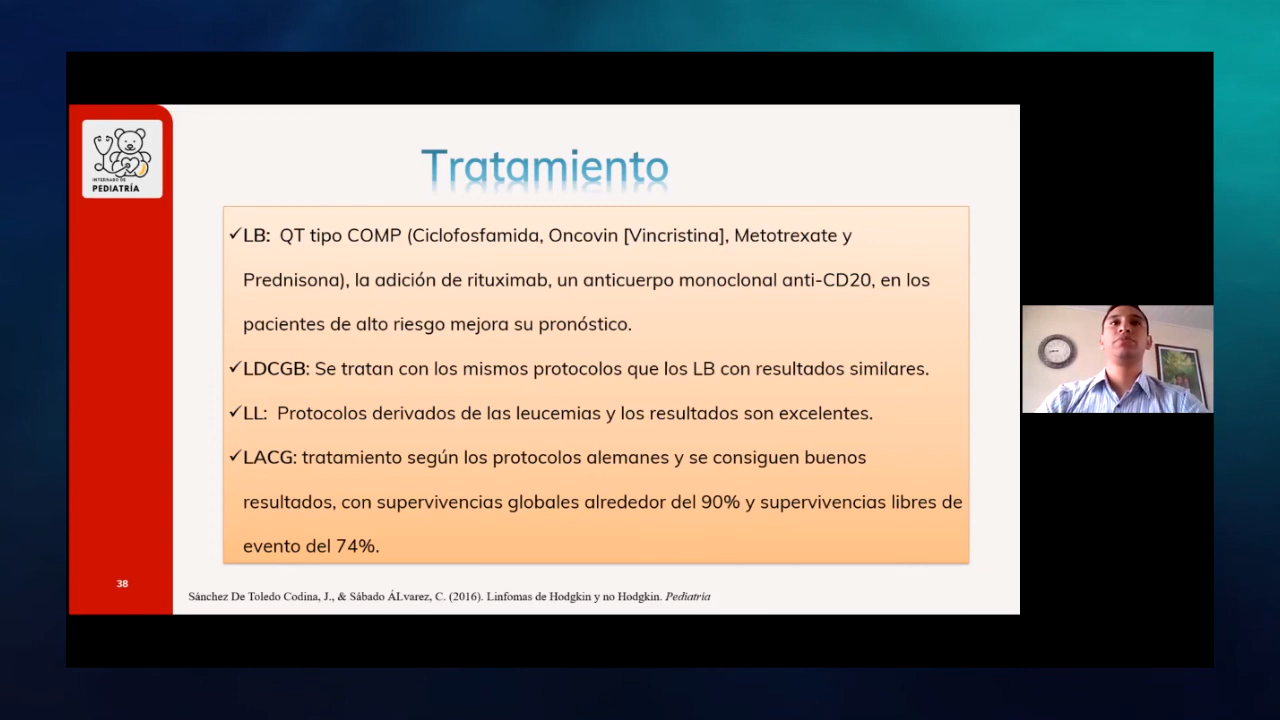 INTERNADO DE
PEDIATRÍA
Tratamiento
✓LB: QT tipo COMP (Ciclofosfamida, Oncovin [Vincristina], Metotrexate y
Prednisona), la adición de rituximab, un anticuerpo monoclonal anti-CD20, en los
pacientes de alto riesgo mejora su pronóstico.
✓LDCGB: Se tratan con los mismos protocolos que los LB con resultados similares.
✓LL: Protocolos derivados de las leucemias y los resultados son excelentes.
✓LACG: tratamiento según los protocolos alemanes y se consiguen buenos
resultados, con supervivencias globales alrededor del 90% y supervivencias libres de
evento del 74%.
38
Sánchez De Toledo Codina, J., & Sábado ÁLvarez, C. (2016). Linfomas de Hodgkin y no Hodgkin. Pediatría